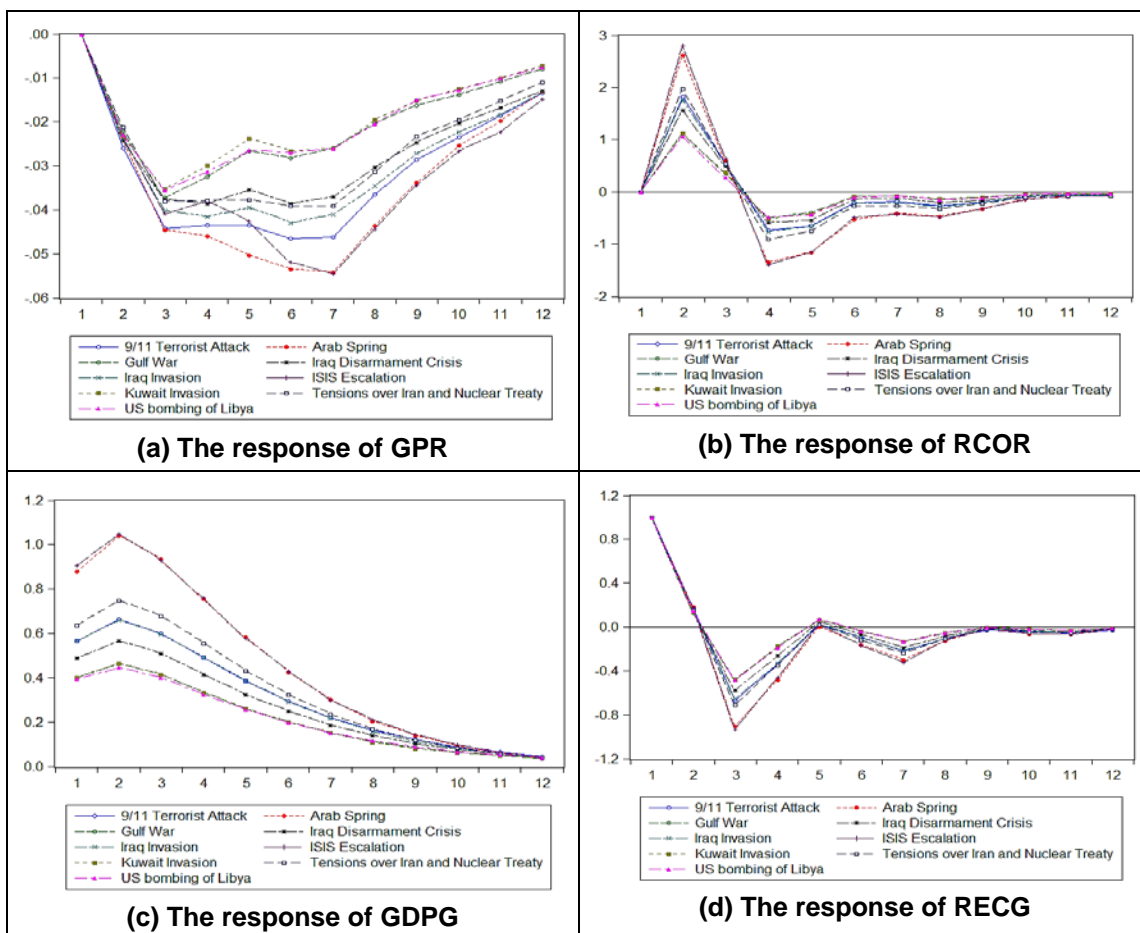 .00
-.01
-.02
-.03
-.04
-.05
-.06
1 2 3 4 5 6 7 8 9 10 11 12
9/11 Terrorist Attack Arab Spring
Gulf War Iraq Disarmament Crisis
Iraq Invasion ISIS Escalation
Kuwait Invasion Tensions over Iran and Nuclear Treaty
US bombing of Libya
(a) The response of GPR
3
2
1
0
-1
-2
1 2 3 4 5 6 7 8 9 10 11 12
9/11 Terrorist Attack Arab Spring
Gulf War Iraq Disarmament Crisis
Iraq Invasion ISIS Escalation
Kuwait Invasion Tensions over Iran and Nuclear Treaty
US bombing of Libya
(b) The response of RCOR
1.2
1.0
0.8
0.6
0.4
0.2
0.0
1 2 3 4 5 6 7 8 9 10 11 12
9/11 Terrorist Attack Arab Spring
Gulf War Iraq Disarmament Crisis
Iraq Invasion ISIS Escalation
Kuwait Invasion Tensions over Iran and Nuclear Treaty
US bombing of Libya
(c) The response of GDPG
1.2
0.8
0.4
0.0
-0.4
-0.8
-1.2
1 2 3 4 5 6 7 8 9 10 11 12
9/11 Terrorist Attack Arab Spring
Gulf War Iraq Disarmament Crisis
Iraq Invasion ISIS Escalation
Kuwait Invasion Tensions over Iran and Nuclear Treaty
US bombing of Libya
(d) The response of RECG